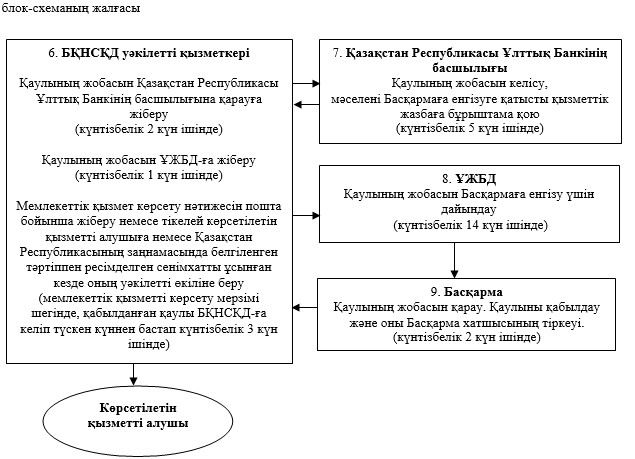 блок-схеманың жалғасы
6. БҚНСҚД уәкілетті қызметкері
Қаулының жобасын Қазақстан Республикасы
Ұлттық Банкінің басшылығына қарауға
жіберу
(күнтізбелік 2 күн ішінде)
Қаулының жобасын ҰЖБД-ға жіберу
(күнтізбелік 1 күн ішінде)
Мемлекеттік қызмет көрсету нәтижесін пошта
бойынша жіберу немесе тікелей көрсетілетін
қызметті алушыға немесе Қазақстан
Республикасының заңнамасында белгіленген
тәртіппен ресімделген сенімхатты ұсынған
кезде оның уәкілетті өкіліне беру
(мемлекеттік қызметті көрсету мерзімі
шегінде, қабылданған қаулы БҚНСҚД-ға
келіп түскен күннен бастап күнтізбелік 3 күн
ішінде)
7. Қазақстан Республикасы Ұлттық Банкінің
басшылығы
Қаулының жобасын келісу,
мәселені Басқармаға енгізуге қатысты қызметтік
жазбаға бұрыштама қою
(күнтізбелік 5 күн ішінде)
8. ҰЖБД
Қаулының жобасын Басқармаға енгізу үшін
дайындау
(күнтізбелік 14 күн ішінде)
9. Басқарма
Қаулының жобасын қарау. Қаулыны қабылдау
және оны Басқарма хатшысының тіркеуі.
(күнтізбелік 2 күн ішінде)
Көрсетілетін
қызметті алушы